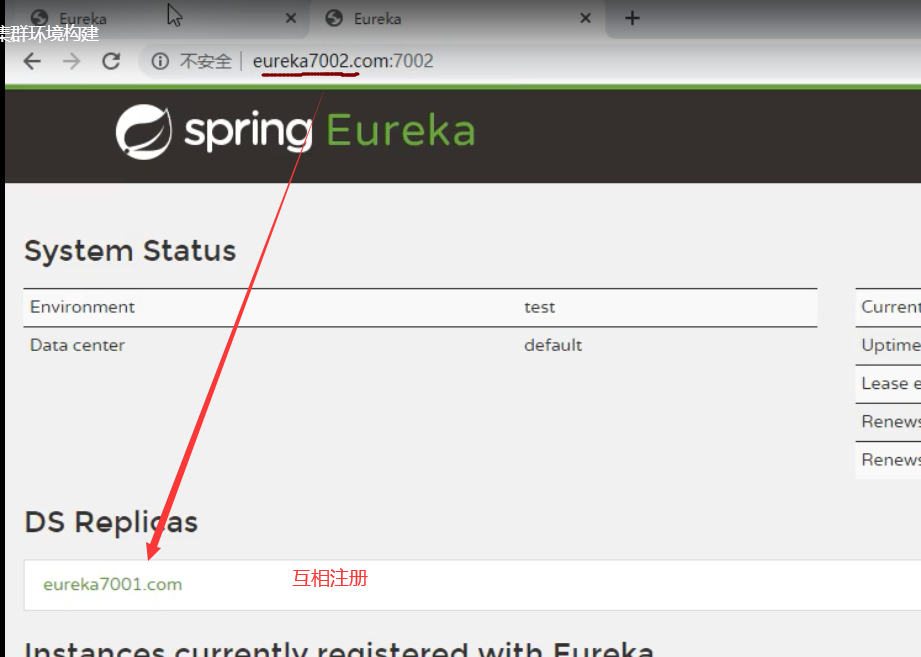 Eureka
Eureka
集群环境构建
不安全 eureka7002.com:7002
spring Eureka
System Status
Environment test
Current
Data center default
Uptime
Lease e
Renews
Renews
DS Replicas
eureka7001.com
互相注册
Instances currently registered with Eureka